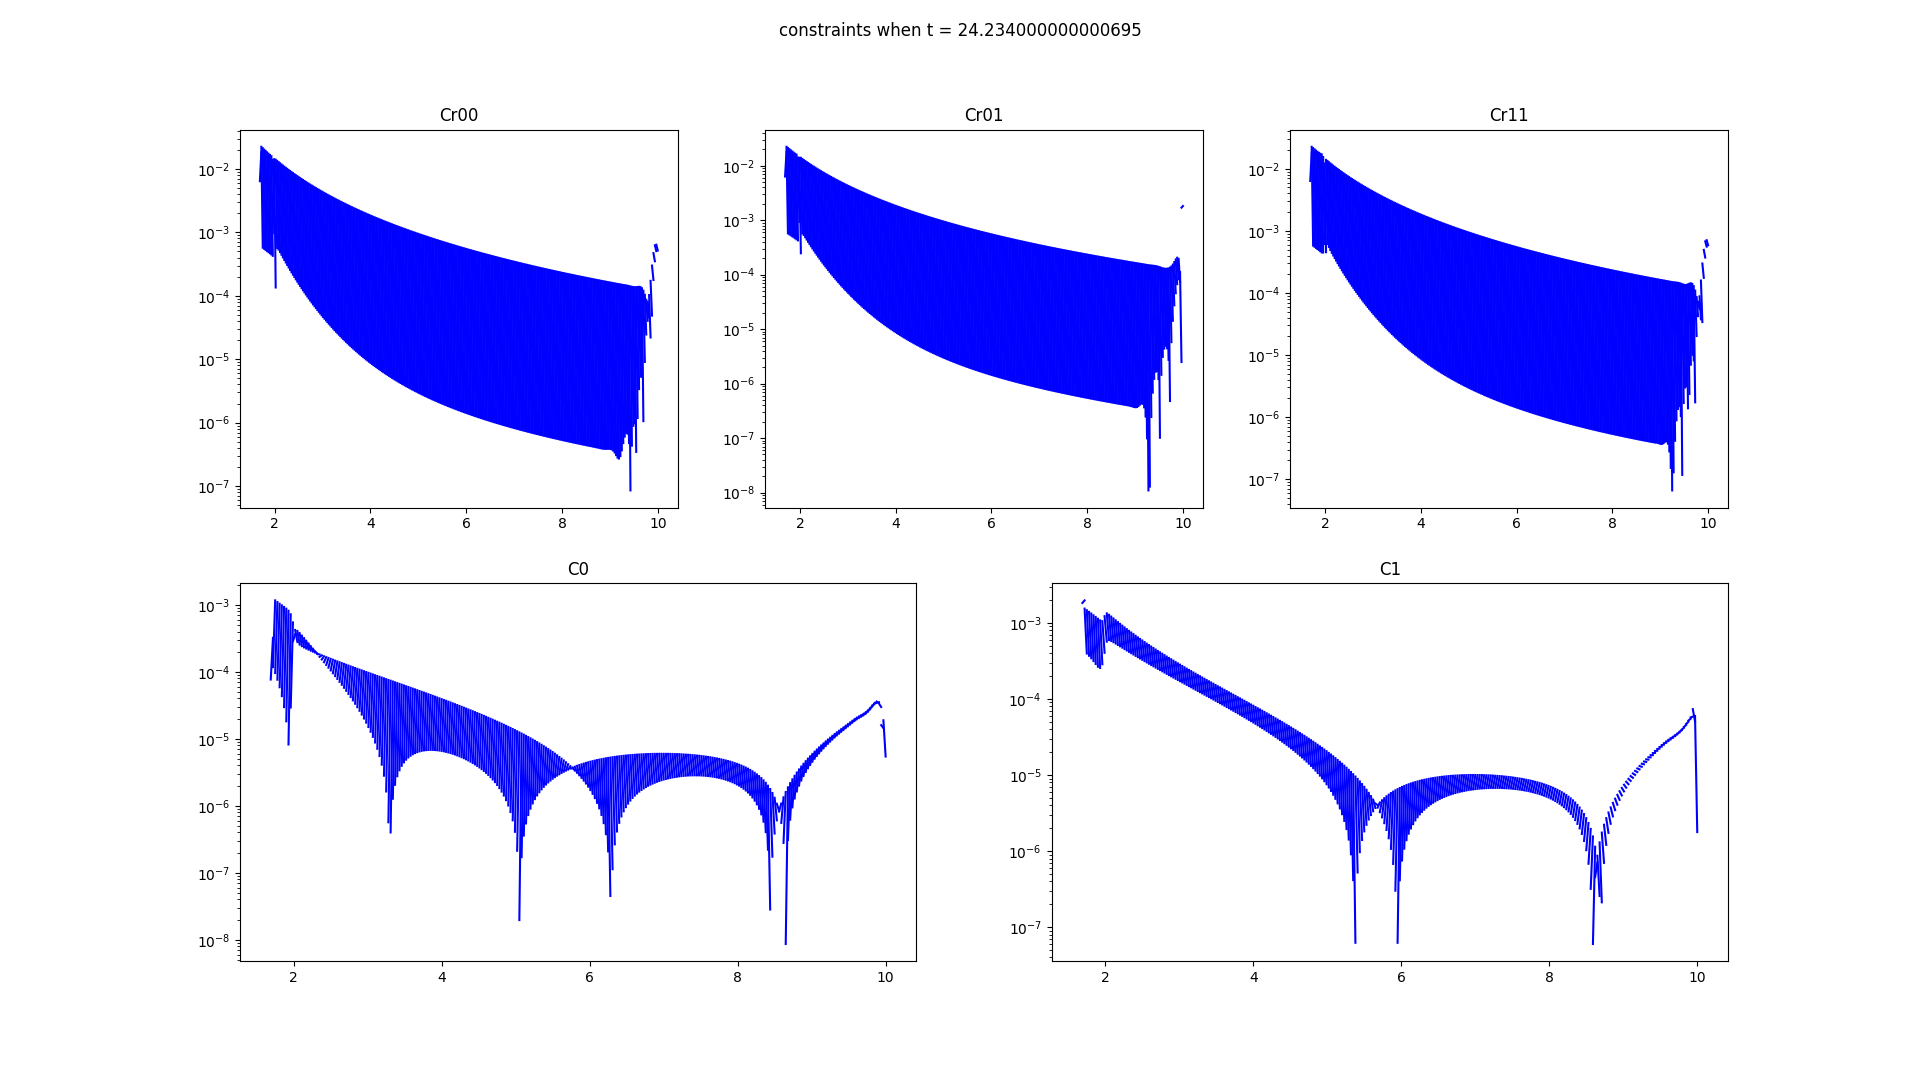 constraints when t = 24.234000000000695
Cr00 Cr01 Cr11
10⁻² 10⁻² 10⁻²
10⁻³ 10⁻³ 10⁻³
10⁻⁴ 10⁻⁴ 10⁻⁴
10⁻⁵ 10⁻⁵ 10⁻⁵
10⁻⁶ 10⁻⁶ 10⁻⁶
10⁻⁷ 10⁻⁷ 10⁻⁷
10⁻⁸
2 4 6 8 10 2 4 6 8 10 2 4 6 8 10
C0 C1
10⁻³ 10⁻³
10⁻⁴ 10⁻⁴
10⁻⁵ 10⁻⁵
10⁻⁶ 10⁻⁶
10⁻⁷ 10⁻⁷
10⁻⁸
2 4 6 8 10 2 4 6 8 10